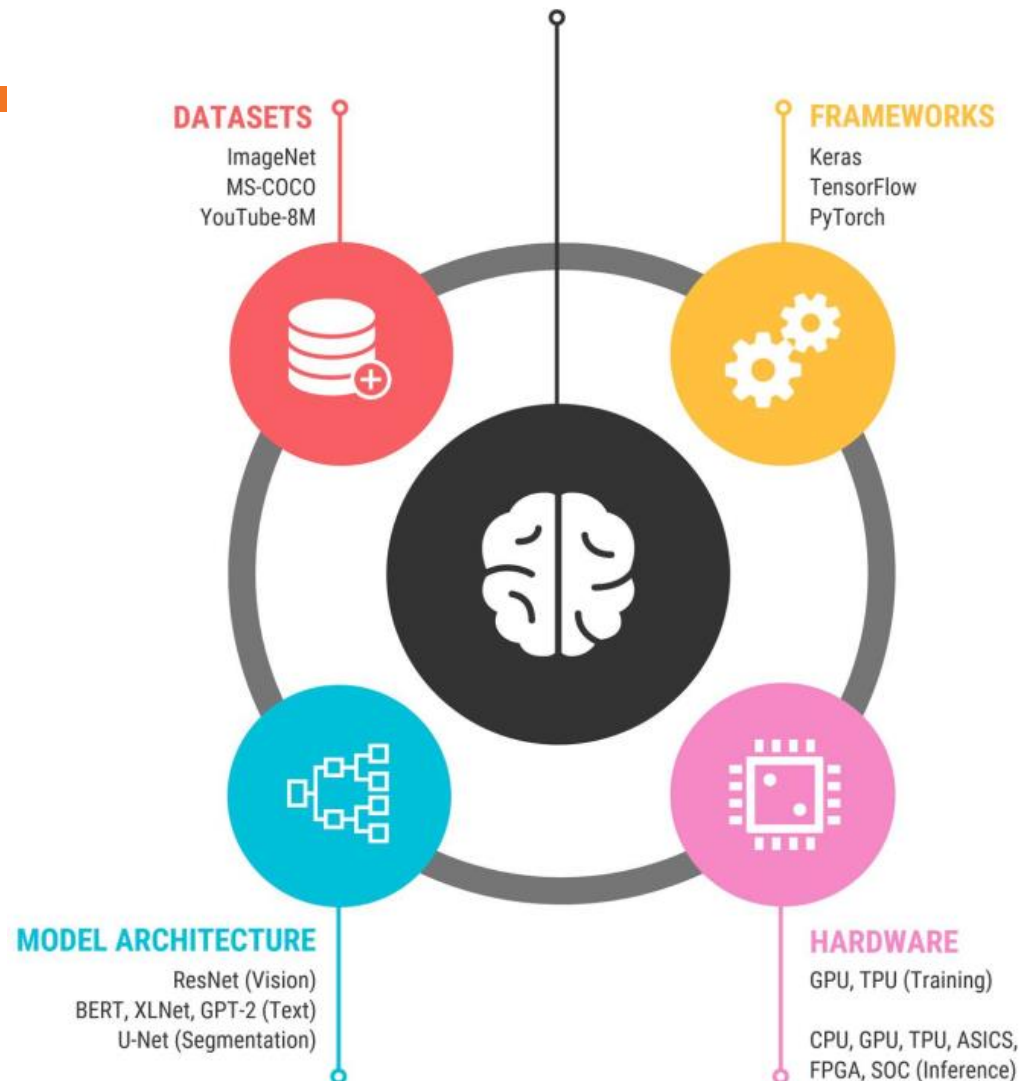 DATASETS
ImageNet
MS-COCO
YouTube-8M
FRAMEWORKS
Keras
TensorFlow
PyTorch
MODEL ARCHITECTURE
ResNet (Vision)
BERT, XLNet, GPT-2 (Text)
U-Net (Segmentation)
HARDWARE
GPU, TPU (Training)
CPU, GPU, TPU, ASICS,
FPGA, SOC (Inference)